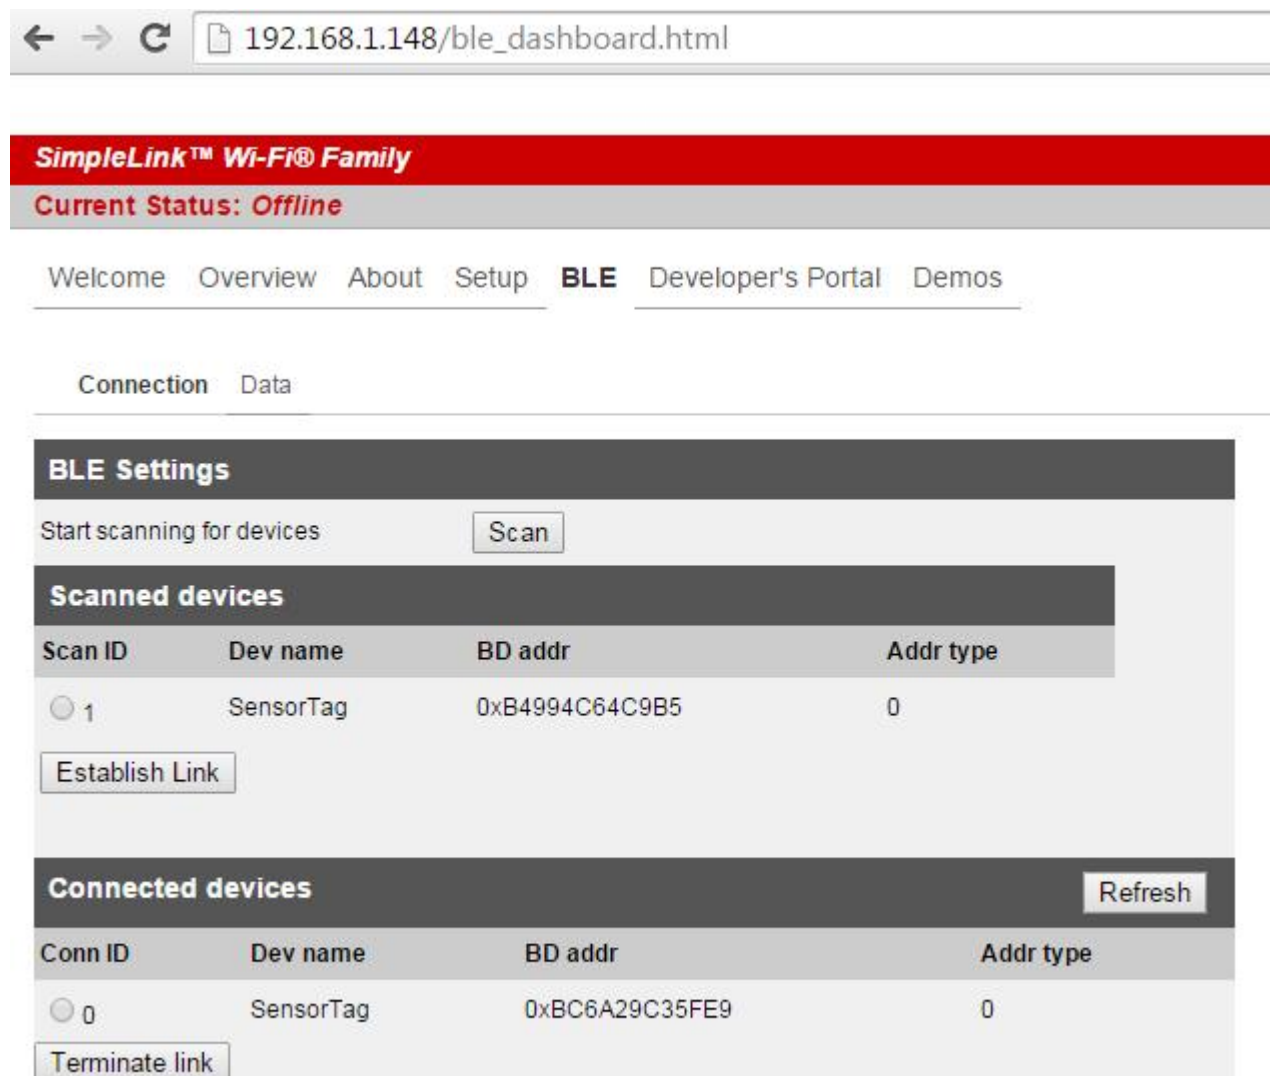 192.168.1.148/ble_dashboard.html
SimpleLink™ Wi-Fi® Family
Current Status: Offline
Welcome Overview About Setup BLE Developer's Portal Demos
Connection Data
BLE Settings
Start scanning for devices Scan
Scanned devices
Scan ID Dev name BD addr Addr type
1 SensorTag 0xB4994C64C9B5 0
Establish Link
Connected devices Refresh
Conn ID Dev name BD addr Addr type
0 SensorTag 0xBC6A29C35FE9 0
Terminate link